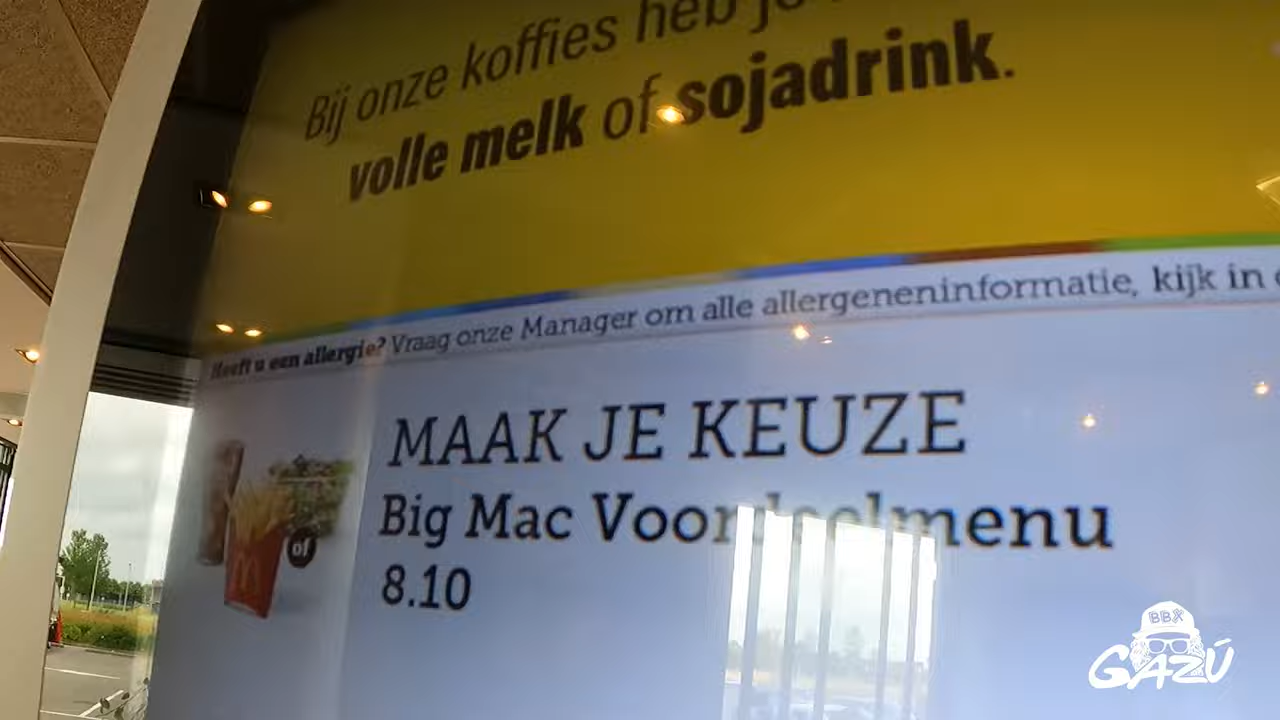 Bij onze koffies heb je
volle melk of sojadrink.
Heeft u een allergie? Vraag onze Manager om alle allergeneninformatie, kijk in
MAAK JE KEUZE
Big Mac Voordeelmenu
8.10
of
BBX
GAZÚ